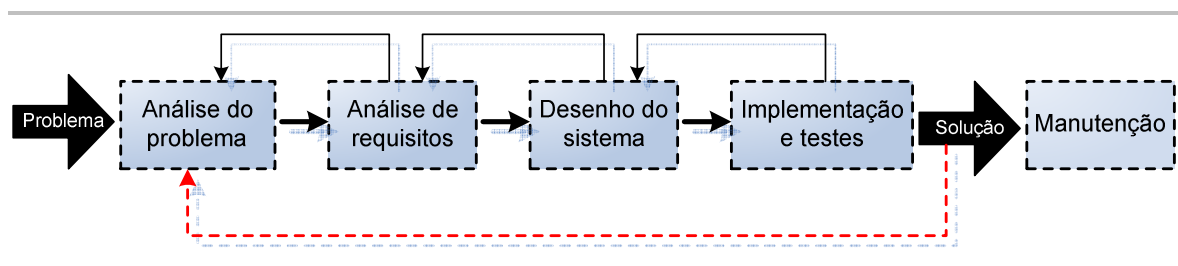 Problema
Análise do
problema
Análise de
requisitos
Desenho do
sistema
Implementação
e testes
Solução
Manutenção